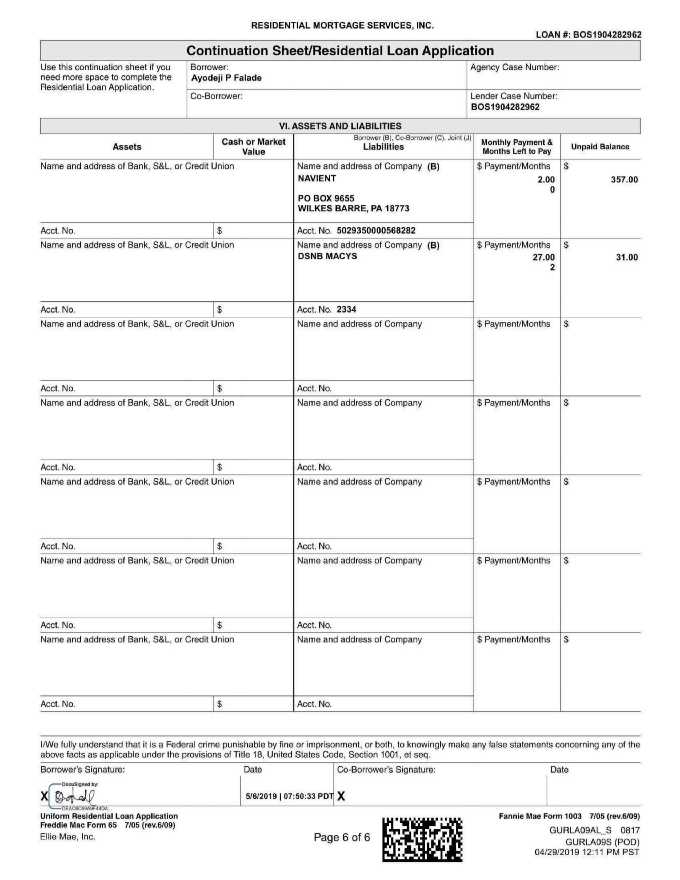 RESIDENTIAL MORTGAGE SERVICES, INC.
LOAN #: BOS1904282962
Continuation Sheet/Residential Loan Application
Use this continuation sheet if you need more space to complete the Residential Loan Application.
Borrower:
Ayodeji P Falade
Agency Case Number:
Co-Borrower:
Lender Case Number:
BOS1904282962
VI. ASSETS AND LIABILITIES
Assets
Cash or Market Value
Borrower (B), Co-Borrower (C), Joint (J)
Liabilities
Monthly Payment & Months Left to Pay
Unpaid Balance
Name and address of Bank, S&L, or Credit Union
Name and address of Company (B)
$ Payment/Months
$
NAVIENT
2.00
357.00
0
PO BOX 9655
WILKES BARRE, PA 18773
Acct. No.
$
Acct. No. 5029350000568282
Name and address of Bank, S&L, or Credit Union
Name and address of Company (B)
$ Payment/Months
$
DSNB MACYS
27.00
31.00
2
Acct. No.
$
Acct. No. 2334
Name and address of Bank, S&L, or Credit Union
Name and address of Company
$ Payment/Months
$
Acct. No.
$
Acct. No.
Name and address of Bank, S&L, or Credit Union
Name and address of Company
$ Payment/Months
$
Acct. No.
$
Acct. No.
Name and address of Bank, S&L, or Credit Union
Name and address of Company
$ Payment/Months
$
Acct. No.
$
Acct. No.
Name and address of Bank, S&L, or Credit Union
Name and address of Company
$ Payment/Months
$
Acct. No.
$
Acct. No.
Name and address of Bank, S&L, or Credit Union
Name and address of Company
$ Payment/Months
$
Acct. No.
$
Acct. No.
I/We fully understand that it is a Federal crime punishable by fine or imprisonment, or both, to knowingly make any false statements concerning any of the
above facts as applicable under the provisions of Title 18, United States Code, Section 1001, et seq.
Borrower's Signature:
Date
Co-Borrower's Signature:
Date
DocuSigned by:
X
5/6/2019 | 07:50:33 PDT
X
Uniform Residential Loan Application
Freddie Mac Form 65 7/05 (rev.6/09)
Fannie Mae Form 1003 7/05 (rev.6/09)
Ellie Mae, Inc.
Page 6 of 6
GURLA09AL_S 0817
GURLA09S (POD)
04/29/2019 12:11 PM PST